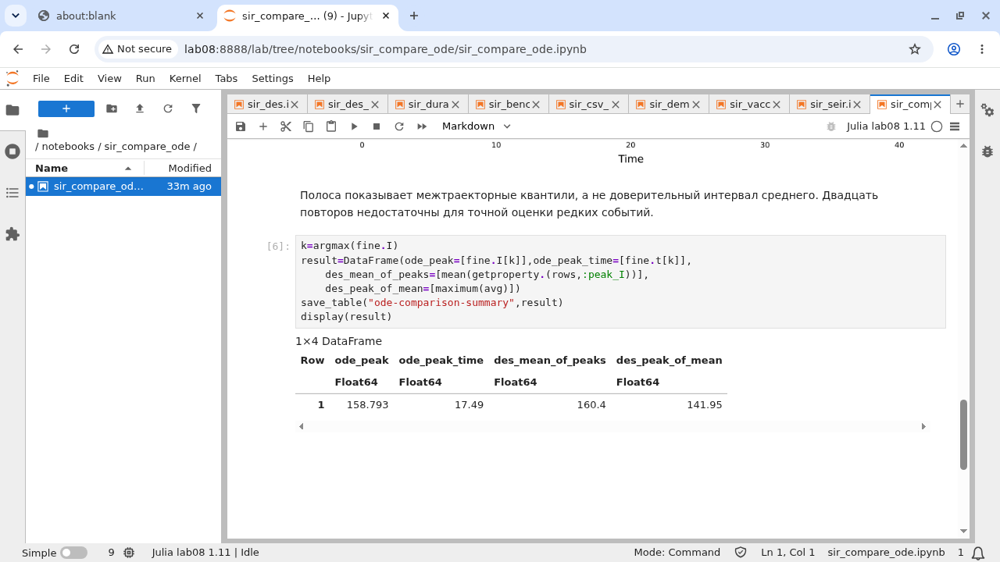 about:blank
sir_compare_... (9) - Jupyt
Not secure
lab08:8888/lab/tree/notebooks/sir_compare_ode/sir_compare_ode.ipynb
File Edit View Run Kernel Tabs Settings Help
sir_des.i sir_des_ sir_dura sir_benc sir_csv_ sir_dem sir_vacc sir_seir.i sir_comp
Markdown
Julia lab08 1.11
/ notebooks / sir_compare_ode /
Name Modified
sir_compare_od... 33m ago
0 10 20 30 40
Time
Полоса показывает межтраекторные квантили, а не доверительный интервал среднего. Двадцать
повторов недостаточны для точной оценки редких событий.
[6]:
k=argmax(fine.I)
result=DataFrame(ode_peak=[fine.I[k]],ode_peak_time=[fine.t[k]],
    des_mean_of_peaks=[mean(getproperty.(rows,:peak_I))],
    des_peak_of_mean=[maximum(avg)])
save_table("ode-comparison-summary",result)
display(result)
1×4 DataFrame
Row ode_peak ode_peak_time des_mean_of_peaks des_peak_of_mean
Float64 Float64 Float64 Float64
1 158.793 17.49 160.4 141.95
Simple 9 Julia lab08 1.11 | Idle Mode: Command Ln 1, Col 1 sir_compare_ode.ipynb 1